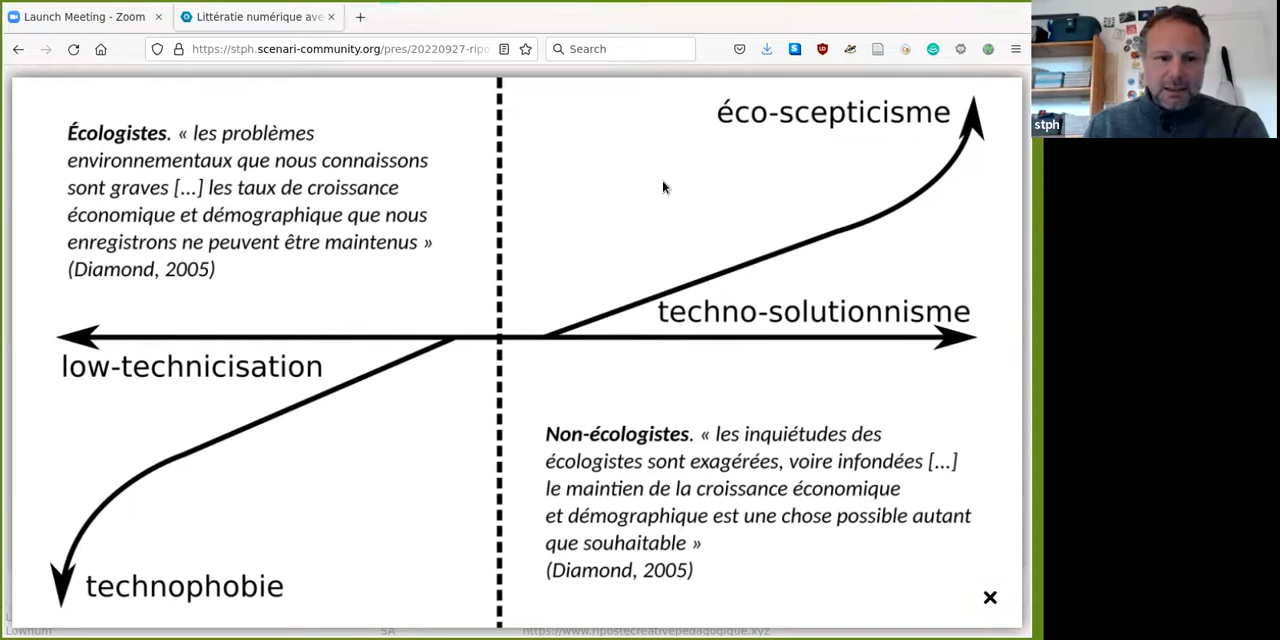 Launch Meeting - Zoom
Littératie numérique ave
https://stph.scenari-community.org/pres/20220927-ripo
Search
stph
éco-scepticisme
Écologistes. « les problèmes
environnementaux que nous connaissons
sont graves [...] les taux de croissance
économique et démographique que nous
enregistrons ne peuvent être maintenus »
(Diamond, 2005)
techno-solutionnisme
low-technicisation
Non-écologistes. « les inquiétudes des
écologistes sont exagérées, voire infondées [...]
le maintien de la croissance économique
et démographique est une chose possible autant
que souhaitable »
(Diamond, 2005)
technophobie
Lownum
SA
https://www.ripostecreativepedagogique.xyz